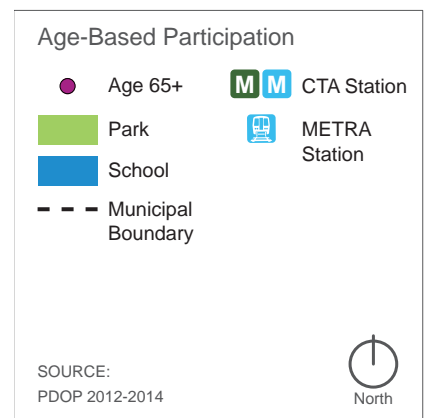 Age-Based Participation
Age 65+
M M CTA Station
Park
METRA
Station
School
Municipal
Boundary
SOURCE:
PDOP 2012-2014
North